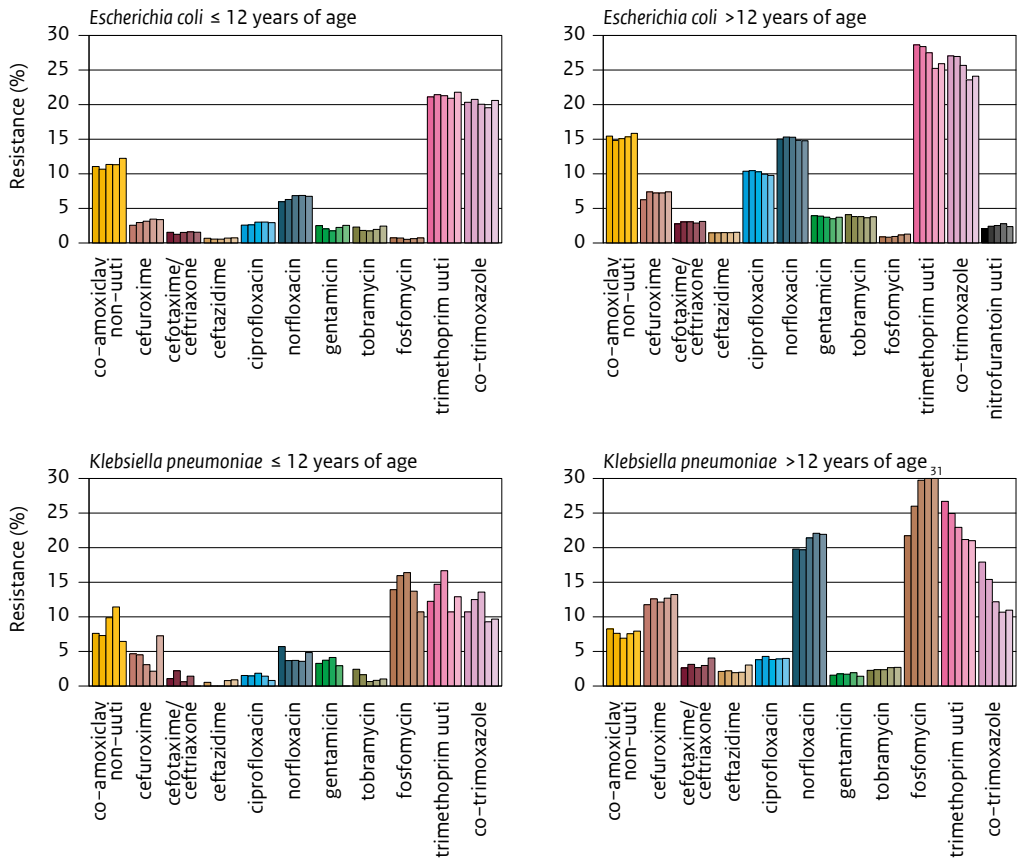 Escherichia coli ≤ 12 years of age
Resistance (%)
30
25
20
15
10
5
0
co-amoxiclav
non-uuti
cefuroxime
cefotaxime/
ceftriaxone
ceftazidime
ciprofloxacin
norfloxacin
gentamicin
tobramycin
fosfomycin
trimethoprim uuti
co-trimoxazole
Escherichia coli >12 years of age
30
25
20
15
10
5
0
co-amoxiclav
non-uuti
cefuroxime
cefotaxime/
ceftriaxone
ceftazidime
ciprofloxacin
norfloxacin
gentamicin
tobramycin
fosfomycin
trimethoprim uuti
co-trimoxazole
nitrofurantoin uuti
Klebsiella pneumoniae ≤ 12 years of age
Resistance (%)
30
25
20
15
10
5
0
co-amoxiclav
non-uuti
cefuroxime
cefotaxime/
ceftriaxone
ceftazidime
ciprofloxacin
norfloxacin
gentamicin
tobramycin
fosfomycin
trimethoprim uuti
co-trimoxazole
Klebsiella pneumoniae >12 years of age
31
30
25
20
15
10
5
0
co-amoxiclav
non-uuti
cefuroxime
cefotaxime/
ceftriaxone
ceftazidime
ciprofloxacin
norfloxacin
gentamicin
tobramycin
fosfomycin
trimethoprim uuti
co-trimoxazole